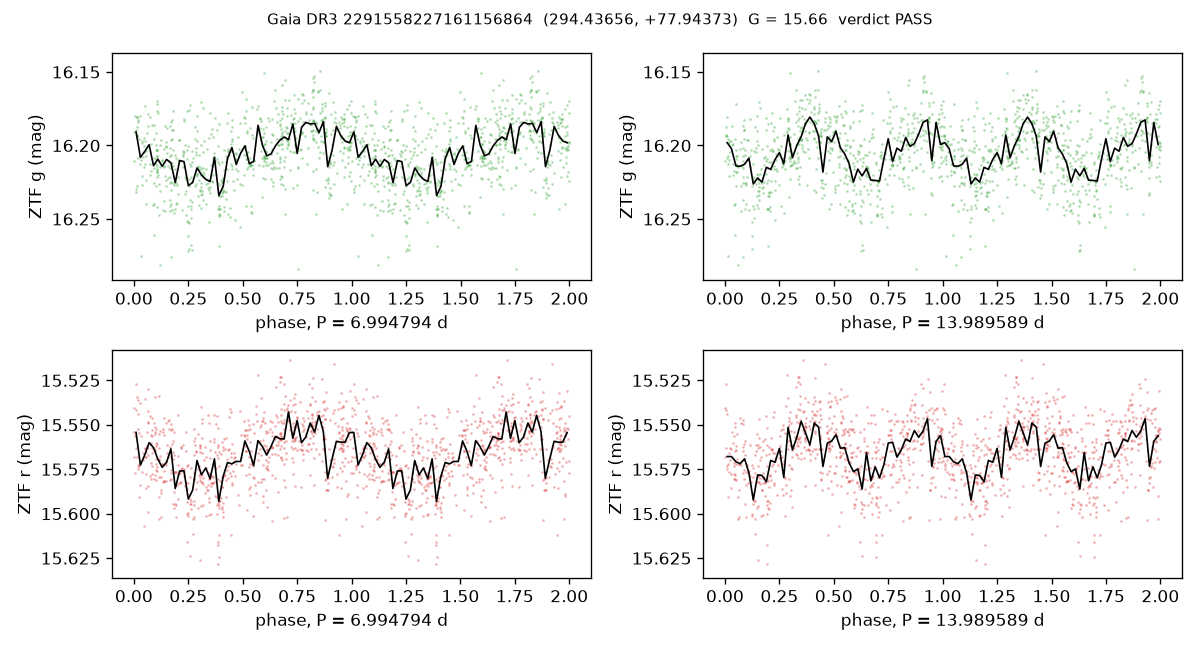 Gaia DR3 2291558227161156864 (294.43656, +77.94373) G = 15.66 verdict PASS
ZTF g (mag)
16.15
16.20
16.25
0.00 0.25 0.50 0.75 1.00 1.25 1.50 1.75 2.00
phase, P = 6.994794 d
ZTF g (mag)
16.15
16.20
16.25
0.00 0.25 0.50 0.75 1.00 1.25 1.50 1.75 2.00
phase, P = 13.989589 d
ZTF r (mag)
15.525
15.550
15.575
15.600
15.625
0.00 0.25 0.50 0.75 1.00 1.25 1.50 1.75 2.00
phase, P = 6.994794 d
ZTF r (mag)
15.525
15.550
15.575
15.600
15.625
0.00 0.25 0.50 0.75 1.00 1.25 1.50 1.75 2.00
phase, P = 13.989589 d